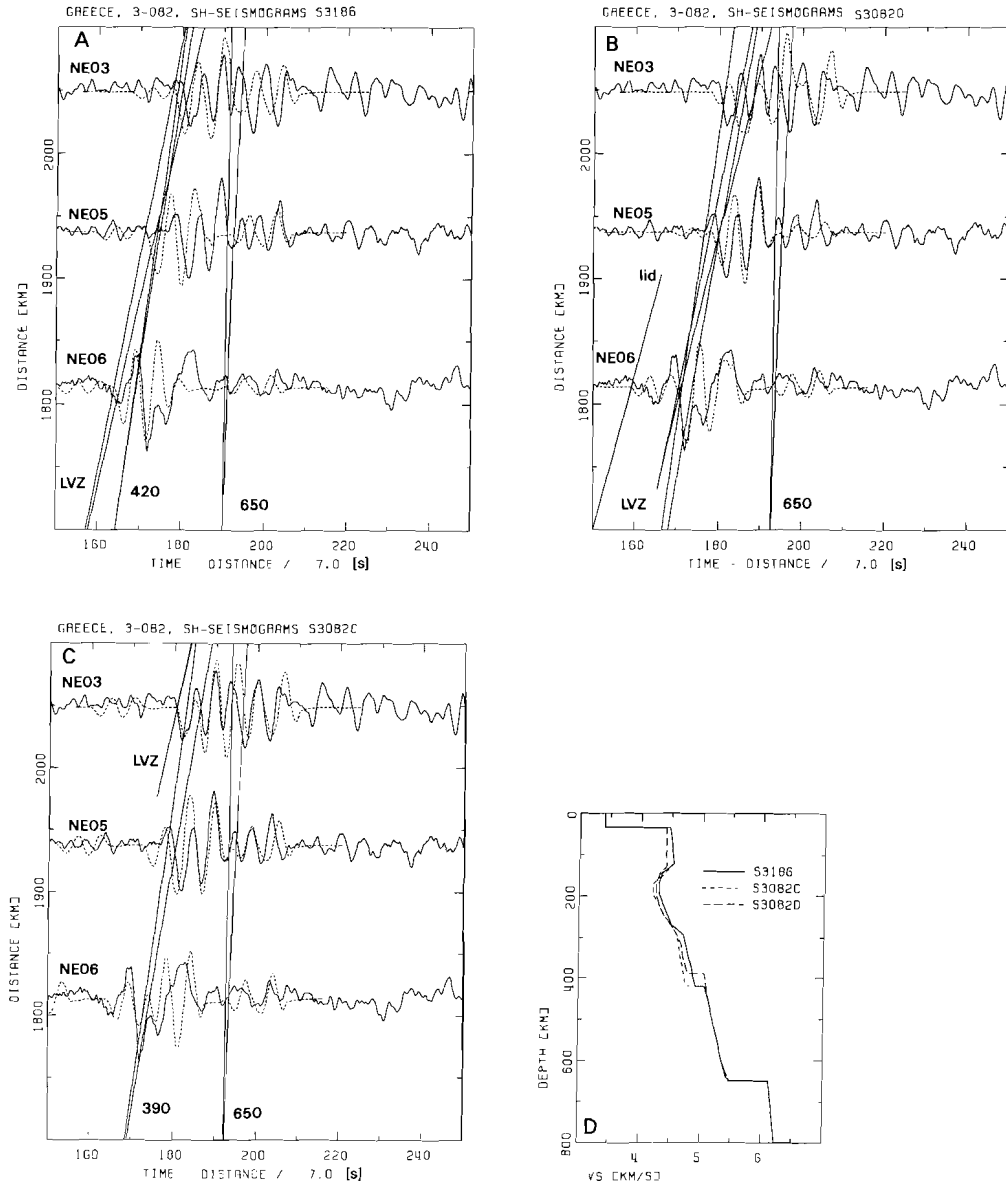 GREECE, 3-082, SH-SEISMOGRAMS S3186
A
NE03
NE05
NE06
LVZ
420
650
DISTANCE [KM]
2000
1900
1800
160 180 200 220 240
TIME DISTANCE / 7.0 [s]
GREECE, 3-082, SH-SEISMOGRAMS S3082D
B
NE03
NE05
lid
NE06
LVZ
650
DISTANCE [KM]
2000
1900
1800
160 180 200 220 240
TIME - DISTANCE / 7.0 [s]
GREECE, 3-082, SH-SEISMOGRAMS S3082C
C
NE03
LVZ
NE05
NE06
390
650
DISTANCE [KM]
2000
1900
1800
160 180 200 220 240
TIME DISTANCE / 7.0 [s]
0
200
400
600
800
DEPTH [KM]
S3186
S3082C
S3082D
D
4 5 6
VS [KM/S]